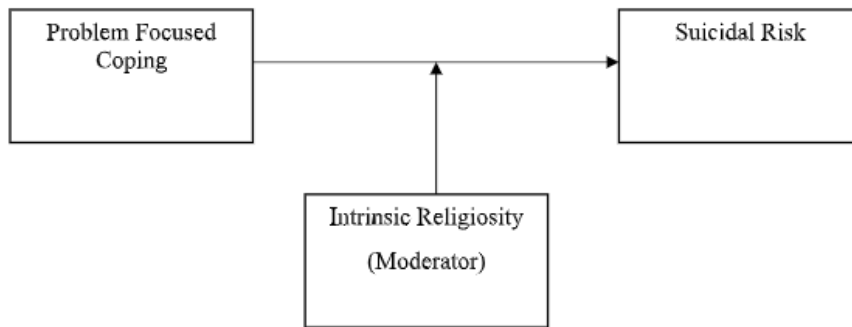 Problem Focused
Coping
Suicidal Risk
Intrinsic Religiosity
(Moderator)